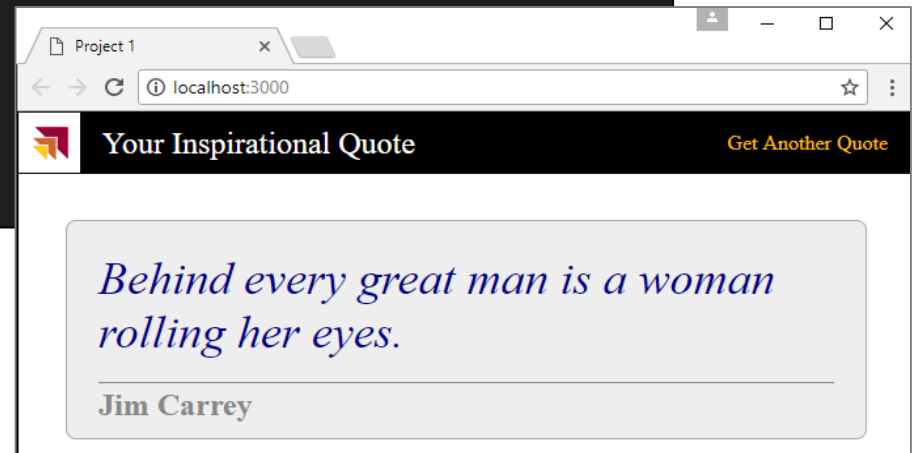 Project 1
localhost:3000
Your Inspirational Quote
Get Another Quote
Behind every great man is a woman
rolling her eyes.
Jim Carrey